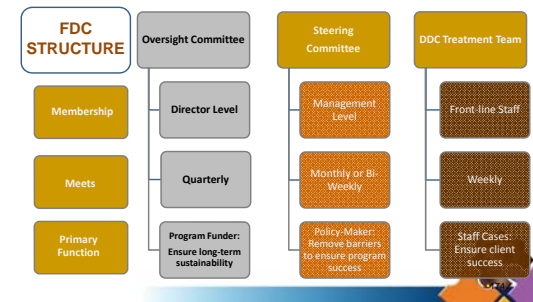 FDC
STRUCTURE
Oversight Committee
Steering
Committee
DDC Treatment Team
Membership
Director Level
Management
Level
Front-line Staff
Meets
Quarterly
Monthly or Bi-
Weekly
Weekly
Primary
Function
Program Funder:
Ensure long-term
sustainability
Policy-Maker:
Remove barriers
to ensure program
success
Staff Cases:
Ensure client
success